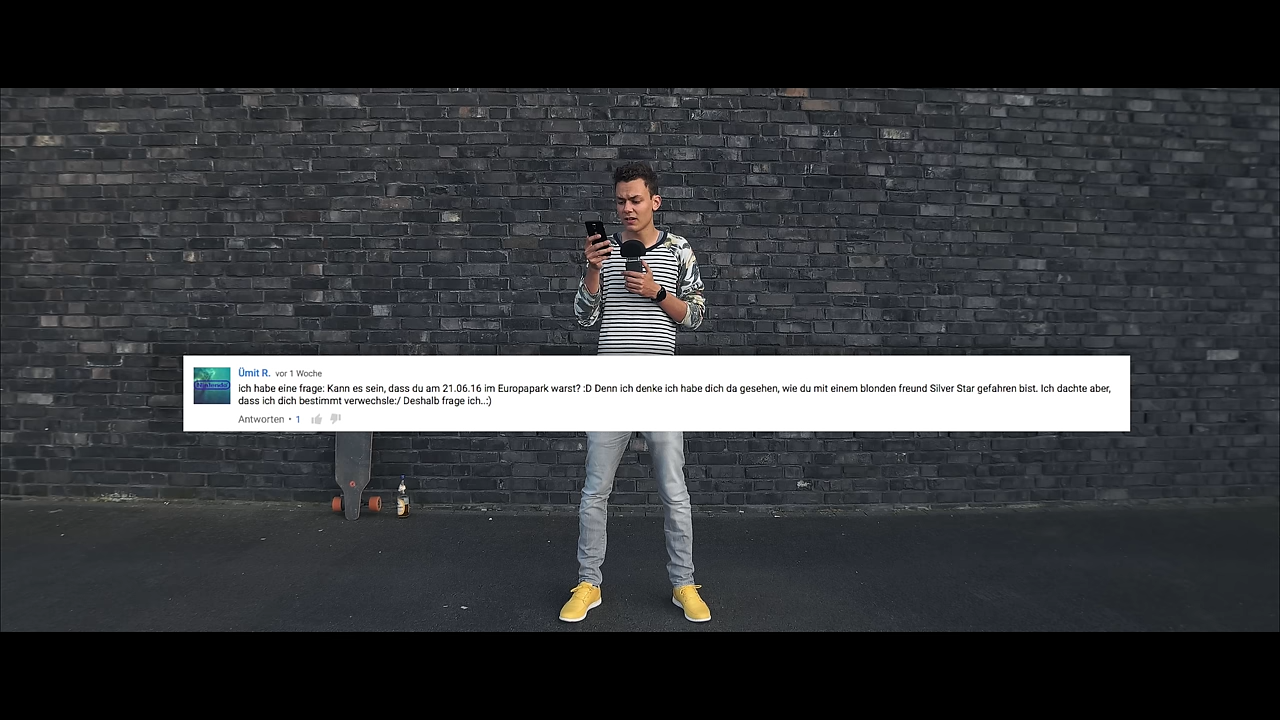 Nintendo
Ümit R. vor 1 Woche
ich habe eine frage: Kann es sein, dass du am 21.06.16 im Europapark warst? :D Denn ich denke ich habe dich da gesehen, wie du mit einem blonden freund Silver Star gefahren bist. Ich dachte aber,
dass ich dich bestimmt verwechsle:/ Deshalb frage ich..:)
Antworten • 1